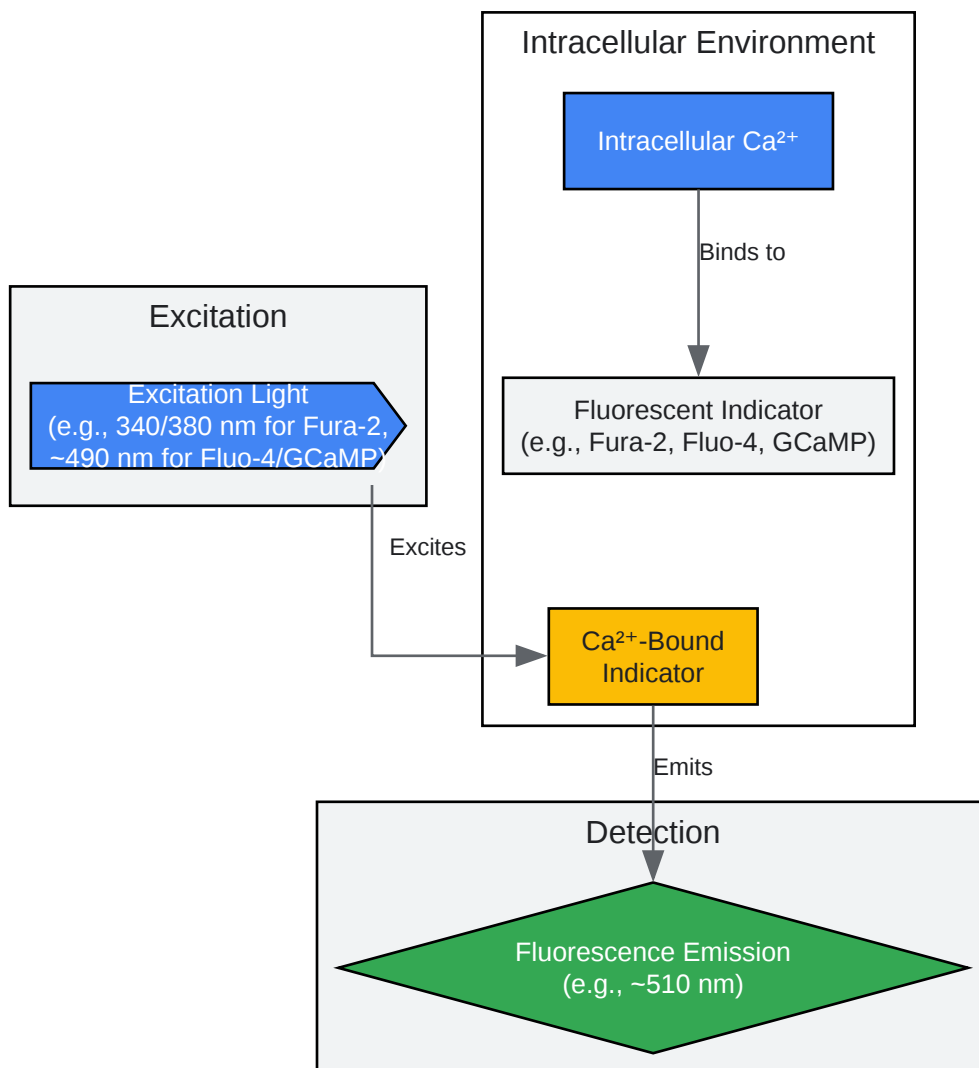 Intracellular Environment
Intracellular Ca²⁺
Binds to
Excitation
Excitation Light
(e.g., 340/380 nm for Fura-2,
~490 nm for Fluo-4/GCaMP)
Fluorescent Indicator
(e.g., Fura-2, Fluo-4, GCaMP)
Excites
Ca²⁺-Bound
Indicator
Emits
Detection
Fluorescence Emission
(e.g., ~510 nm)